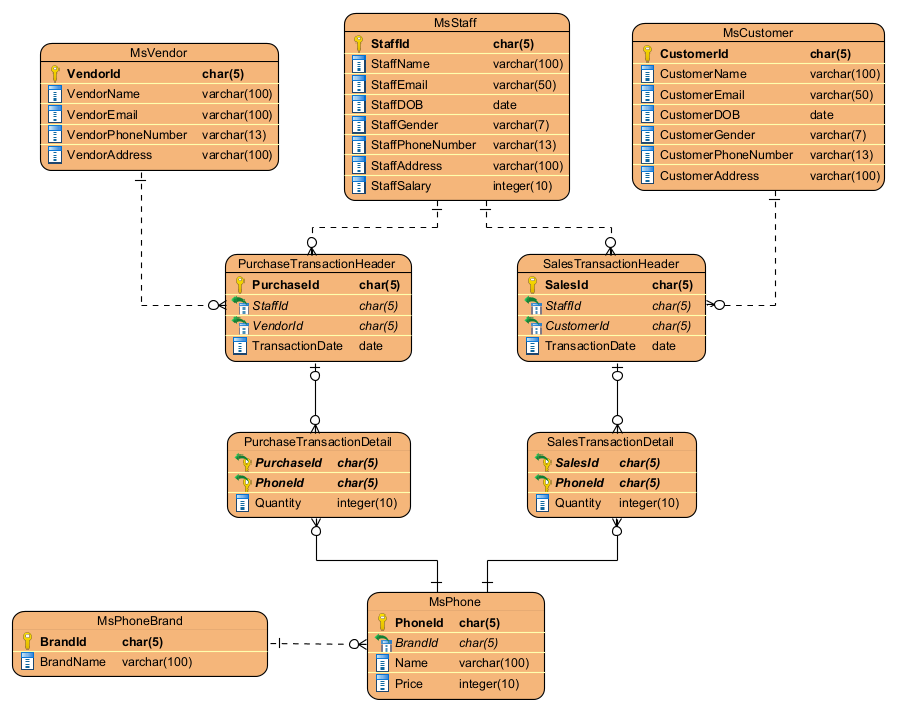 MsVendor
VendorId char(5)
VendorName varchar(100)
VendorEmail varchar(100)
VendorPhoneNumber varchar(13)
VendorAddress varchar(100)
MsStaff
StaffId char(5)
StaffName varchar(100)
StaffEmail varchar(50)
StaffDOB date
StaffGender varchar(7)
StaffPhoneNumber varchar(13)
StaffAddress varchar(100)
StaffSalary integer(10)
MsCustomer
CustomerId char(5)
CustomerName varchar(100)
CustomerEmail varchar(50)
CustomerDOB date
CustomerGender varchar(7)
CustomerPhoneNumber varchar(13)
CustomerAddress varchar(100)
PurchaseTransactionHeader
PurchaseId char(5)
StaffId char(5)
VendorId char(5)
TransactionDate date
SalesTransactionHeader
SalesId char(5)
StaffId char(5)
CustomerId char(5)
TransactionDate date
PurchaseTransactionDetail
PurchaseId char(5)
PhoneId char(5)
Quantity integer(10)
SalesTransactionDetail
SalesId char(5)
PhoneId char(5)
Quantity integer(10)
MsPhoneBrand
BrandId char(5)
BrandName varchar(100)
MsPhone
PhoneId char(5)
BrandId char(5)
Name varchar(100)
Price integer(10)